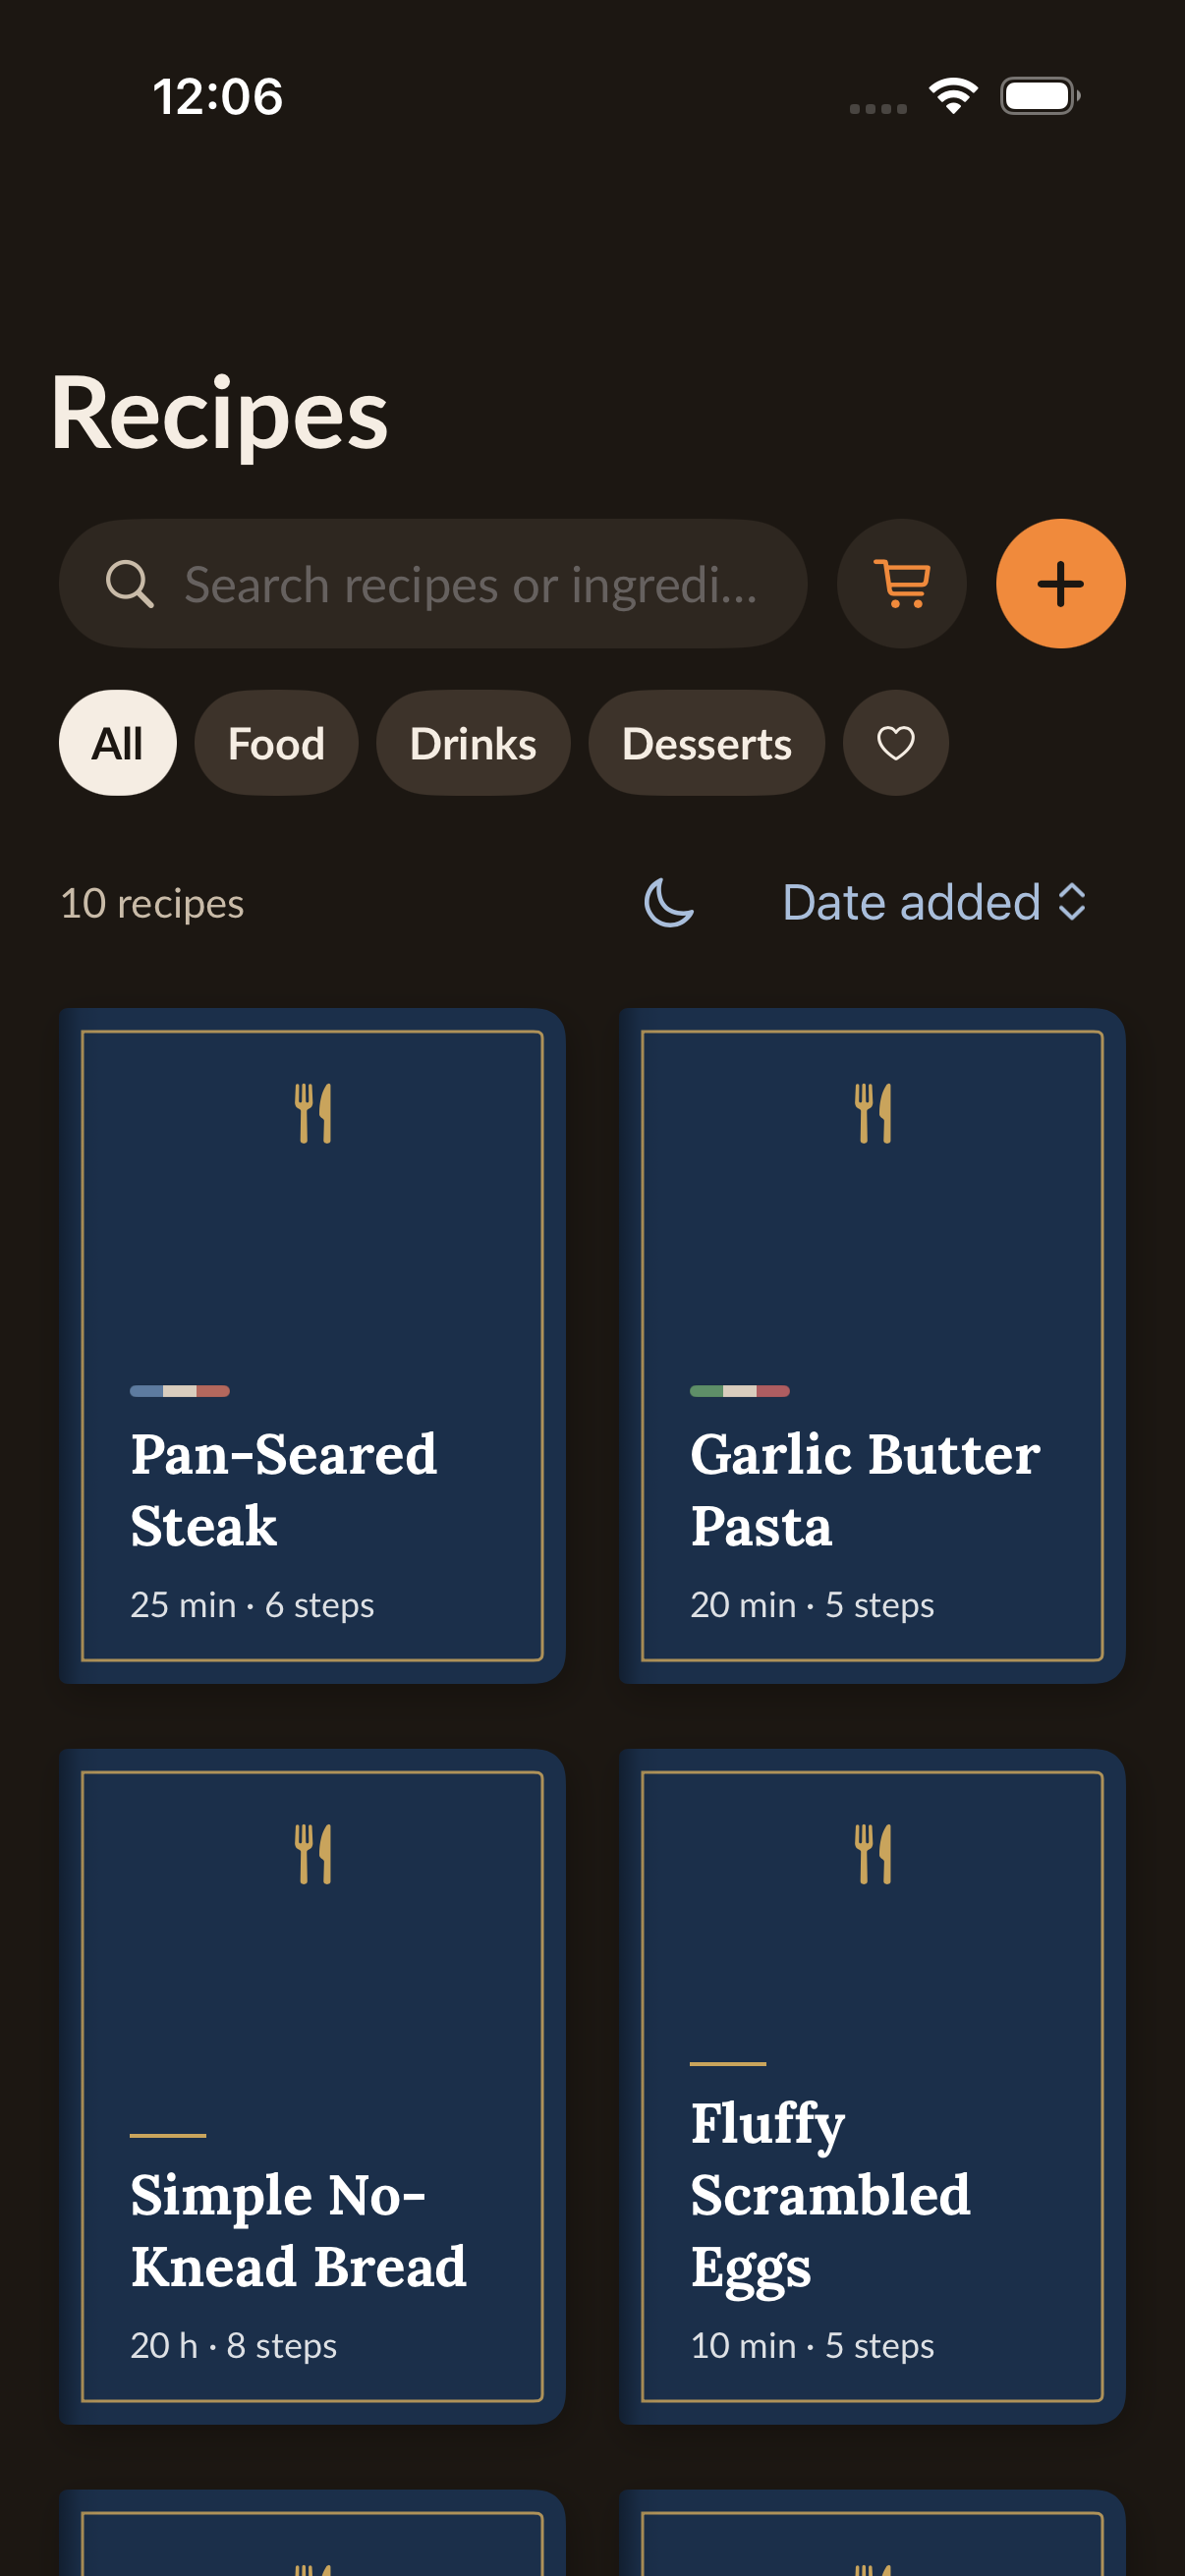 12:06
Recipes
Search recipes or ingredi...
All Food Drinks Desserts
10 recipes Date added
Pan-Seared
Steak
25 min · 6 steps
Garlic Butter
Pasta
20 min · 5 steps
Simple No-
Knead Bread
20 h · 8 steps
Fluffy
Scrambled
Eggs
10 min · 5 steps